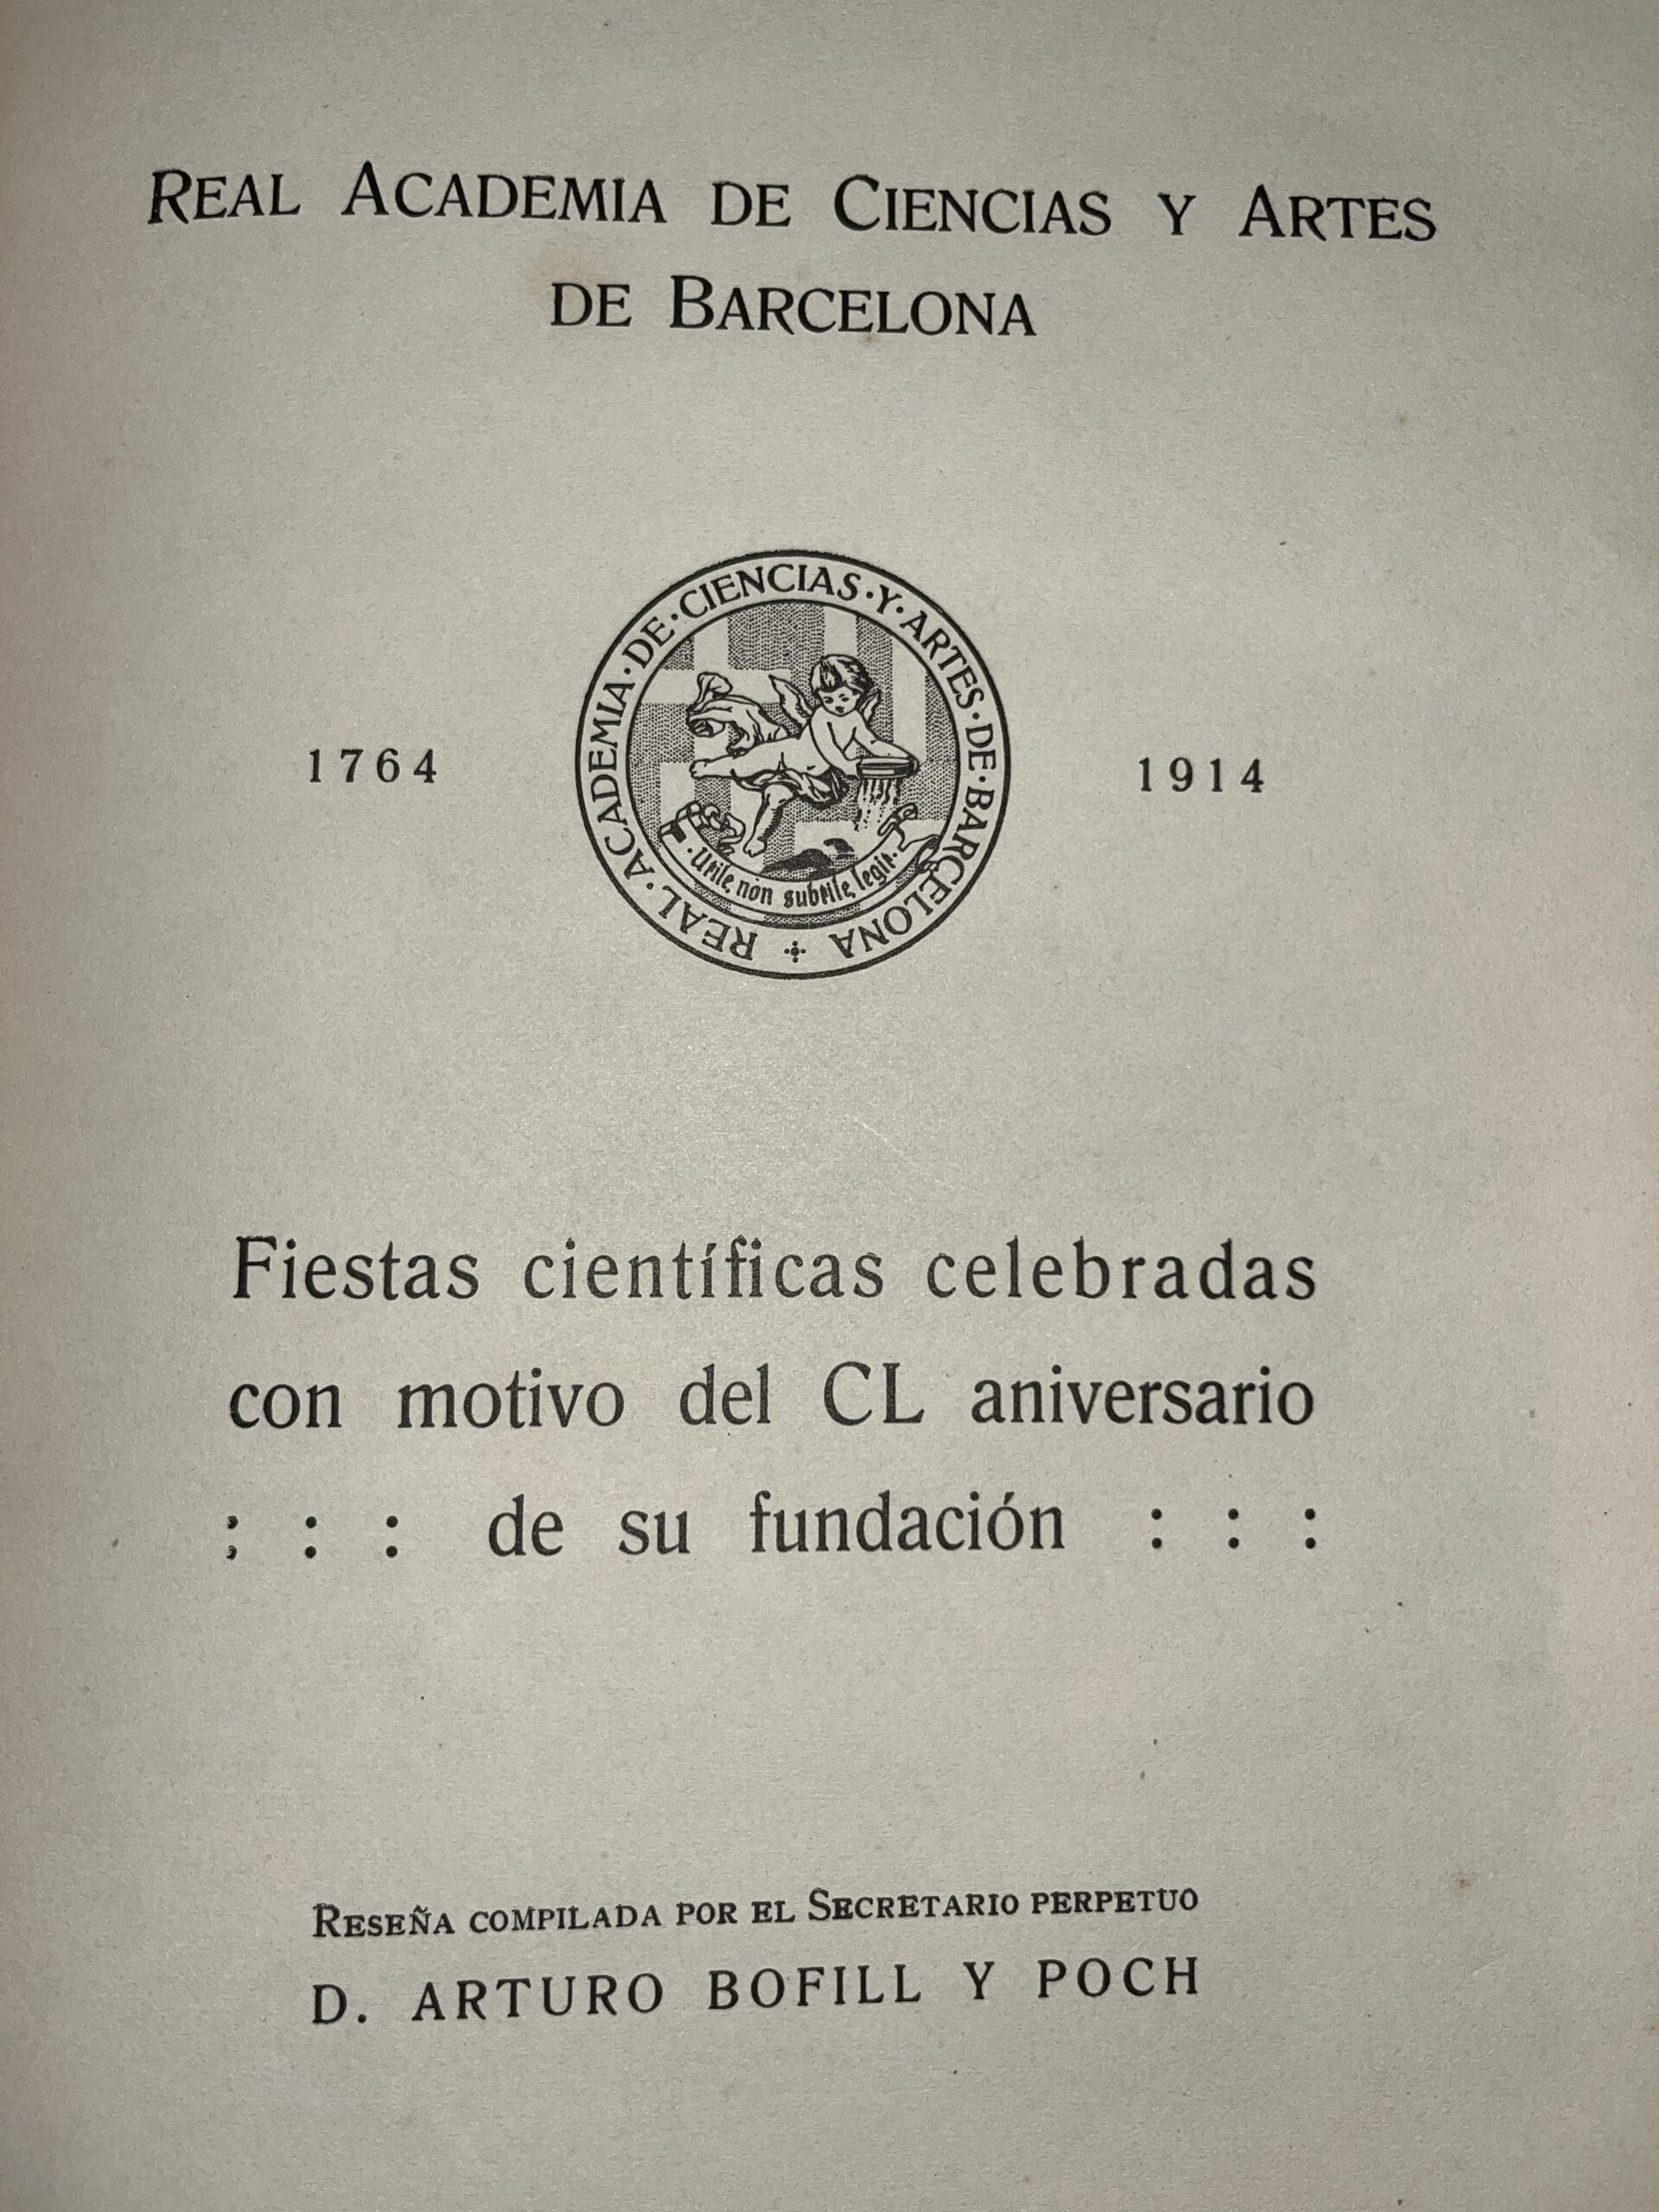 REAL ACADEMIA DE CIENCIAS Y ARTES
DE BARCELONA
REAL · ACADEMIA · DE · CIENCIAS · Y · ARTES · DE · BARCELONA
· Utile, non subtile, legit ·
1764
1914
Fiestas científicas celebradas
con motivo del CL aniversario
: : : de su fundación : : :
RESEÑA COMPILADA POR EL SECRETARIO PERPETUO
D. ARTURO BOFILL Y POCH